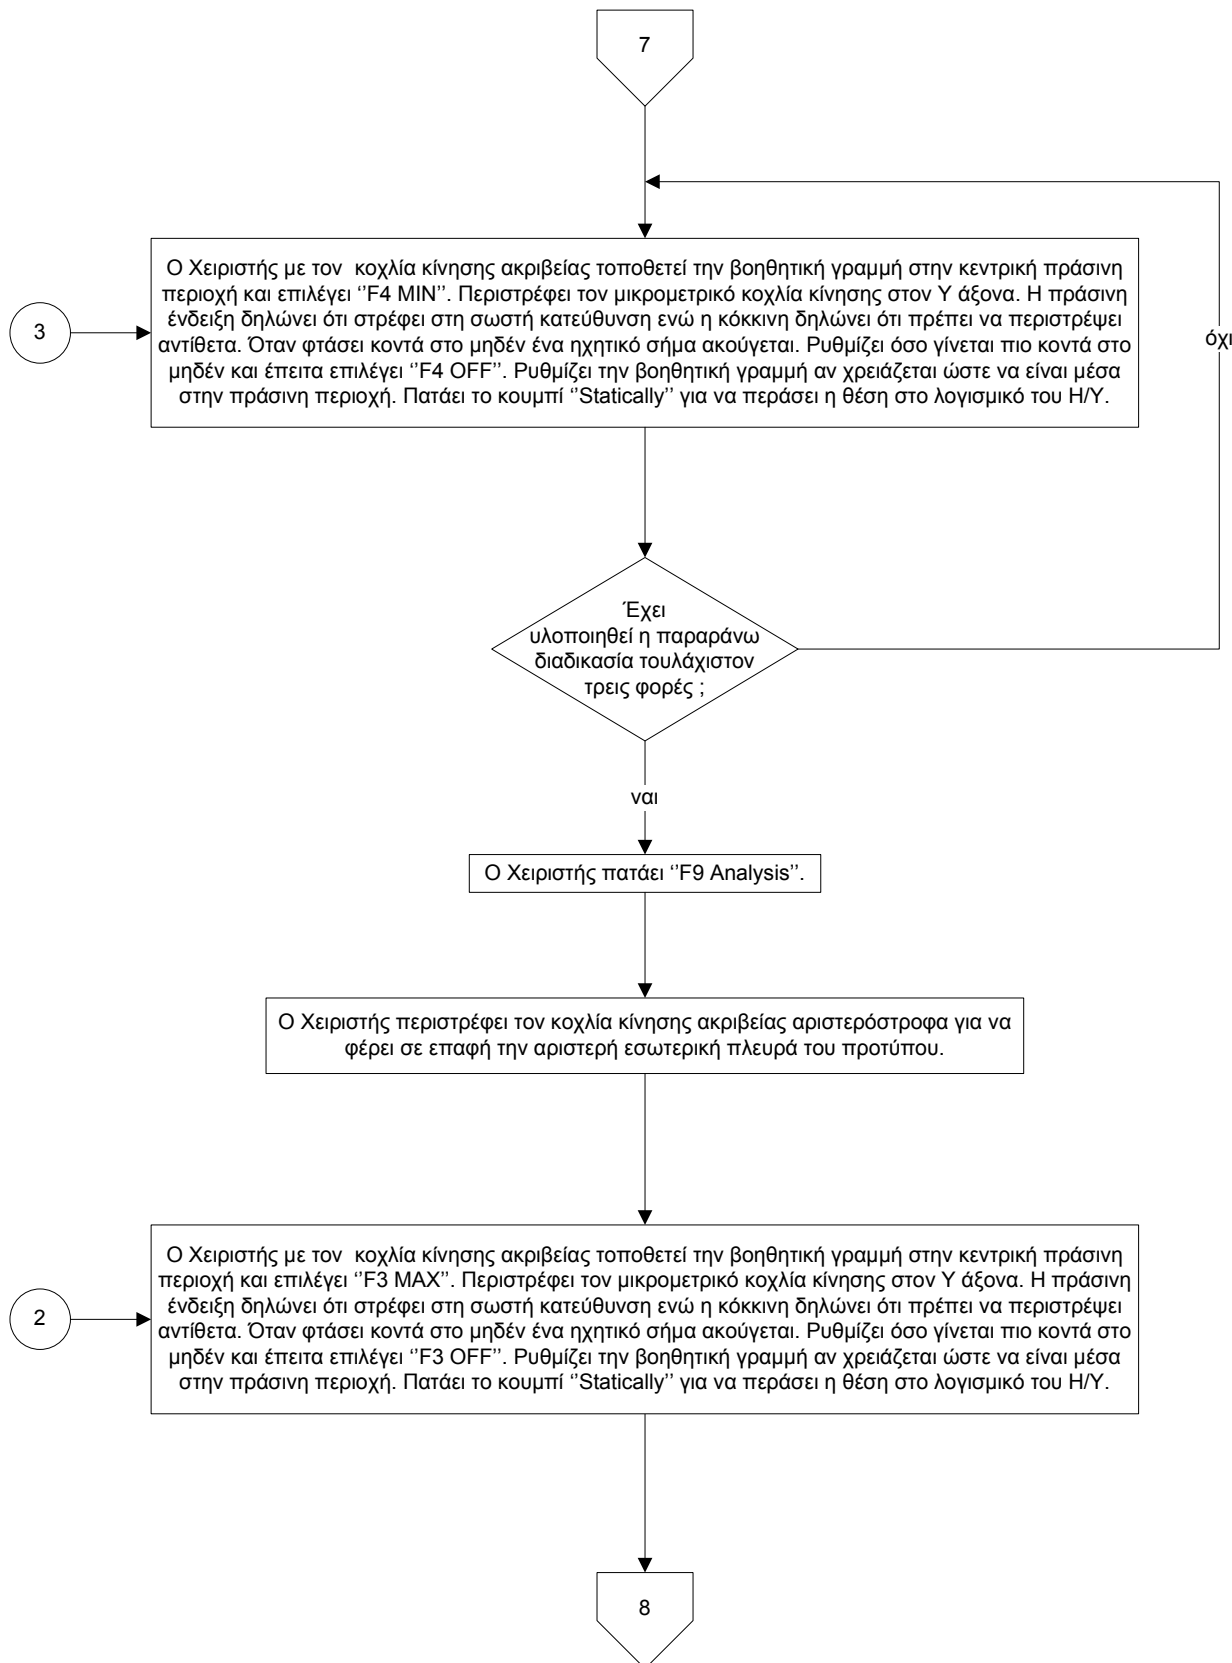 7
Ο Χειριστής με τον κοχλία κίνησης ακριβείας τοποθετεί την βοηθητική γραμμή στην κεντρική πράσινη
περιοχή και επιλέγει ‘’F4 MIN’’. Περιστρέφει τον μικρομετρικό κοχλία κίνησης στον Υ άξονα. Η πράσινη
ένδειξη δηλώνει ότι στρέφει στη σωστή κατεύθυνση ενώ η κόκκινη δηλώνει ότι πρέπει να περιστρέψει
αντίθετα. Όταν φτάσει κοντά στο μηδέν ένα ηχητικό σήμα ακούγεται. Ρυθμίζει όσο γίνεται πιο κοντά στο
μηδέν και έπειτα επιλέγει ‘’F4 OFF’’. Ρυθμίζει την βοηθητική γραμμή αν χρειάζεται ώστε να είναι μέσα
στην πράσινη περιοχή. Πατάει το κουμπί ‘’Statically’’ για να περάσει η θέση στο λογισμικό του Η/Υ.
3
όχι
Έχει
υλοποιηθεί η παραράνω
διαδικασία τουλάχιστον
τρεις φορές ;
ναι
Ο Χειριστής πατάει ‘’F9 Analysis’’.
Ο Χειριστής περιστρέφει τον κοχλία κίνησης ακριβείας αριστερόστροφα για να
φέρει σε επαφή την αριστερή εσωτερική πλευρά του προτύπου.
Ο Χειριστής με τον κοχλία κίνησης ακριβείας τοποθετεί την βοηθητική γραμμή στην κεντρική πράσινη
περιοχή και επιλέγει ‘’F3 MAX’’. Περιστρέφει τον μικρομετρικό κοχλία κίνησης στον Υ άξονα. Η πράσινη
ένδειξη δηλώνει ότι στρέφει στη σωστή κατεύθυνση ενώ η κόκκινη δηλώνει ότι πρέπει να περιστρέψει
αντίθετα. Όταν φτάσει κοντά στο μηδέν ένα ηχητικό σήμα ακούγεται. Ρυθμίζει όσο γίνεται πιο κοντά στο
μηδέν και έπειτα επιλέγει ‘’F3 OFF’’. Ρυθμίζει την βοηθητική γραμμή αν χρειάζεται ώστε να είναι μέσα
στην πράσινη περιοχή. Πατάει το κουμπί ‘’Statically’’ για να περάσει η θέση στο λογισμικό του Η/Υ.
2
8